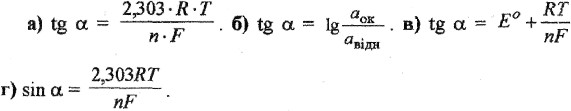 а) tg α = 2,303·R·T / n·F . б) tg α = lg a_ок / a_відн . в) tg α = E° + RT / nF
г) sin α = 2,303RT / nF .